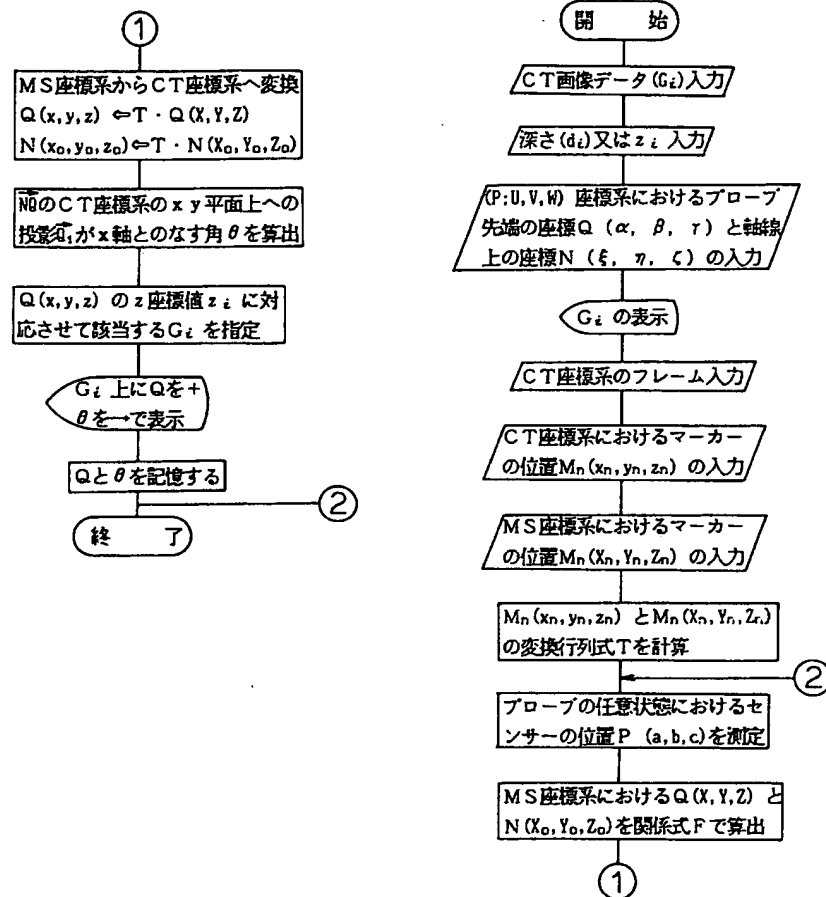 ①
MS座標系からCT座標系へ変換
Q(x,y,z) ⇐T・Q(X,Y,Z)
N(x₀,y₀,z₀)⇐T・N(X₀,Y₀,Z₀)
NQのCT座標系のxy平面上への
がx軸とのなす角θを算出
Q(x,y,z) のz座標値zᵢに対
応させて該当するGᵢを指定
Gᵢ上にQを+
θを→で表示
Qとθを記憶する
②
終 了
開 始
CT画像データ(Gᵢ)入力
深さ(dᵢ)又はzᵢ入力
(P:U,V,W) 座標系におけるプローブ
先端の座標Q (α, β, γ) と軸線
上の座標N (ξ, η, ζ) の入力
Gᵢ の表示
CT座標系のフレーム入力
CT座標系におけるマーカー
の位置Mₙ(xₙ,yₙ,zₙ) の入力
MS座標系におけるマーカー
の位置Mₙ(Xₙ,Yₙ,Zₙ) の入力
Mₙ(xₙ,yₙ,zₙ) とMₙ(Xₙ,Yₙ,Zₙ)
の変換行列式Tを計算
②
プローブの任意状態におけるセ
ンサーの位置P (a,b,c)を測定
MS座標系におけるQ(X,Y,Z) と
N(X₀,Y₀,Z₀)を関係式Fで算出
①